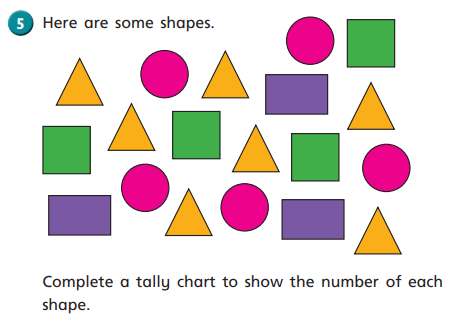 5 Here are some shapes.
Complete a tally chart to show the number of each
shape.